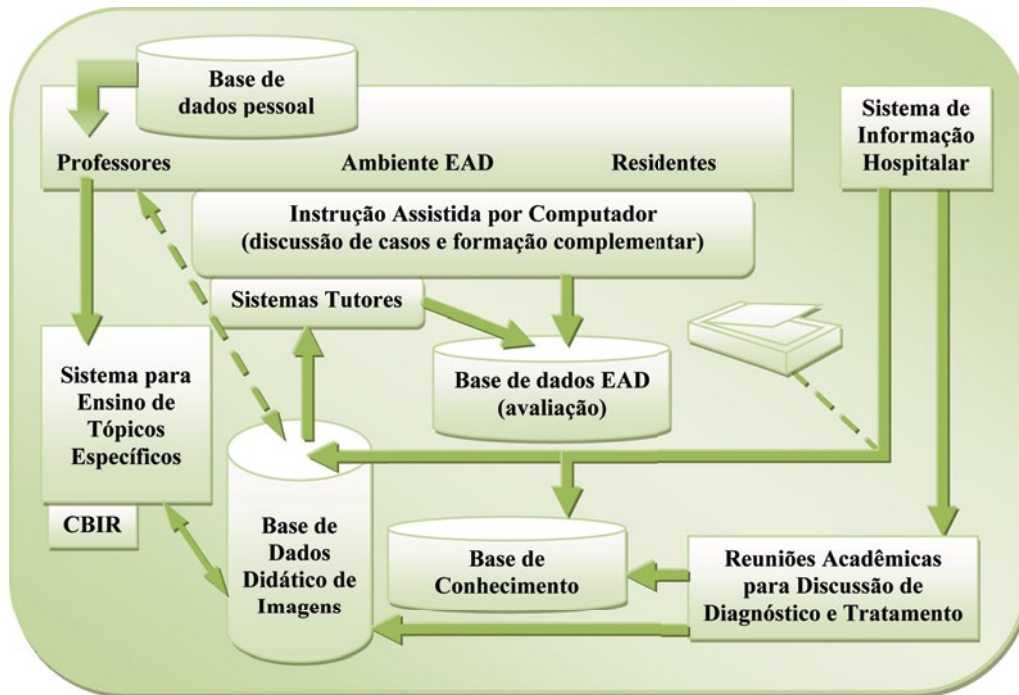 Base de
dados pessoal
Professores
Ambiente EAD
Residentes
Sistema de
Informação
Hospitalar
Instrução Assistida por Computador
(discussão de casos e formação complementar)
Sistemas Tutores
Sistema para
Ensino de
Tópicos
Específicos
Base de dados EAD
(avaliação)
CBIR
Base de
Dados
Didático de
Imagens
Base de
Conhecimento
Reuniões Acadêmicas
para Discussão de
Diagnóstico e Tratamento